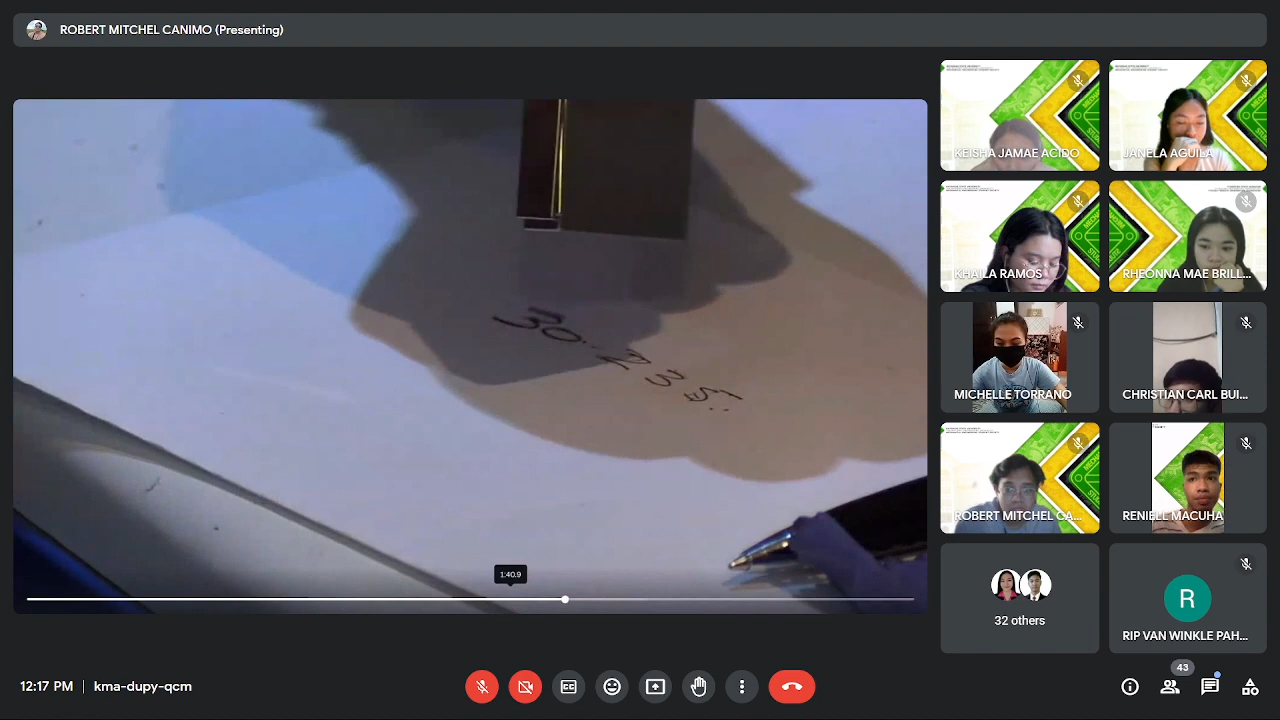 ROBERT MITCHEL CANIMO (Presenting)
KEISHA JAMAE ACIDO
JANELA AGUILA
KHAILA RAMOS
RHEONNA MAE BRILL...
MICHELLE TORRANO
CHRISTIAN CARL BUI...
ROBERT MITCHEL CA...
RENIELL MACUHA
1:40.9
32 others
R
RIP VAN WINKLE PAH...
43
12:17 PM
kma-dupy-qcm